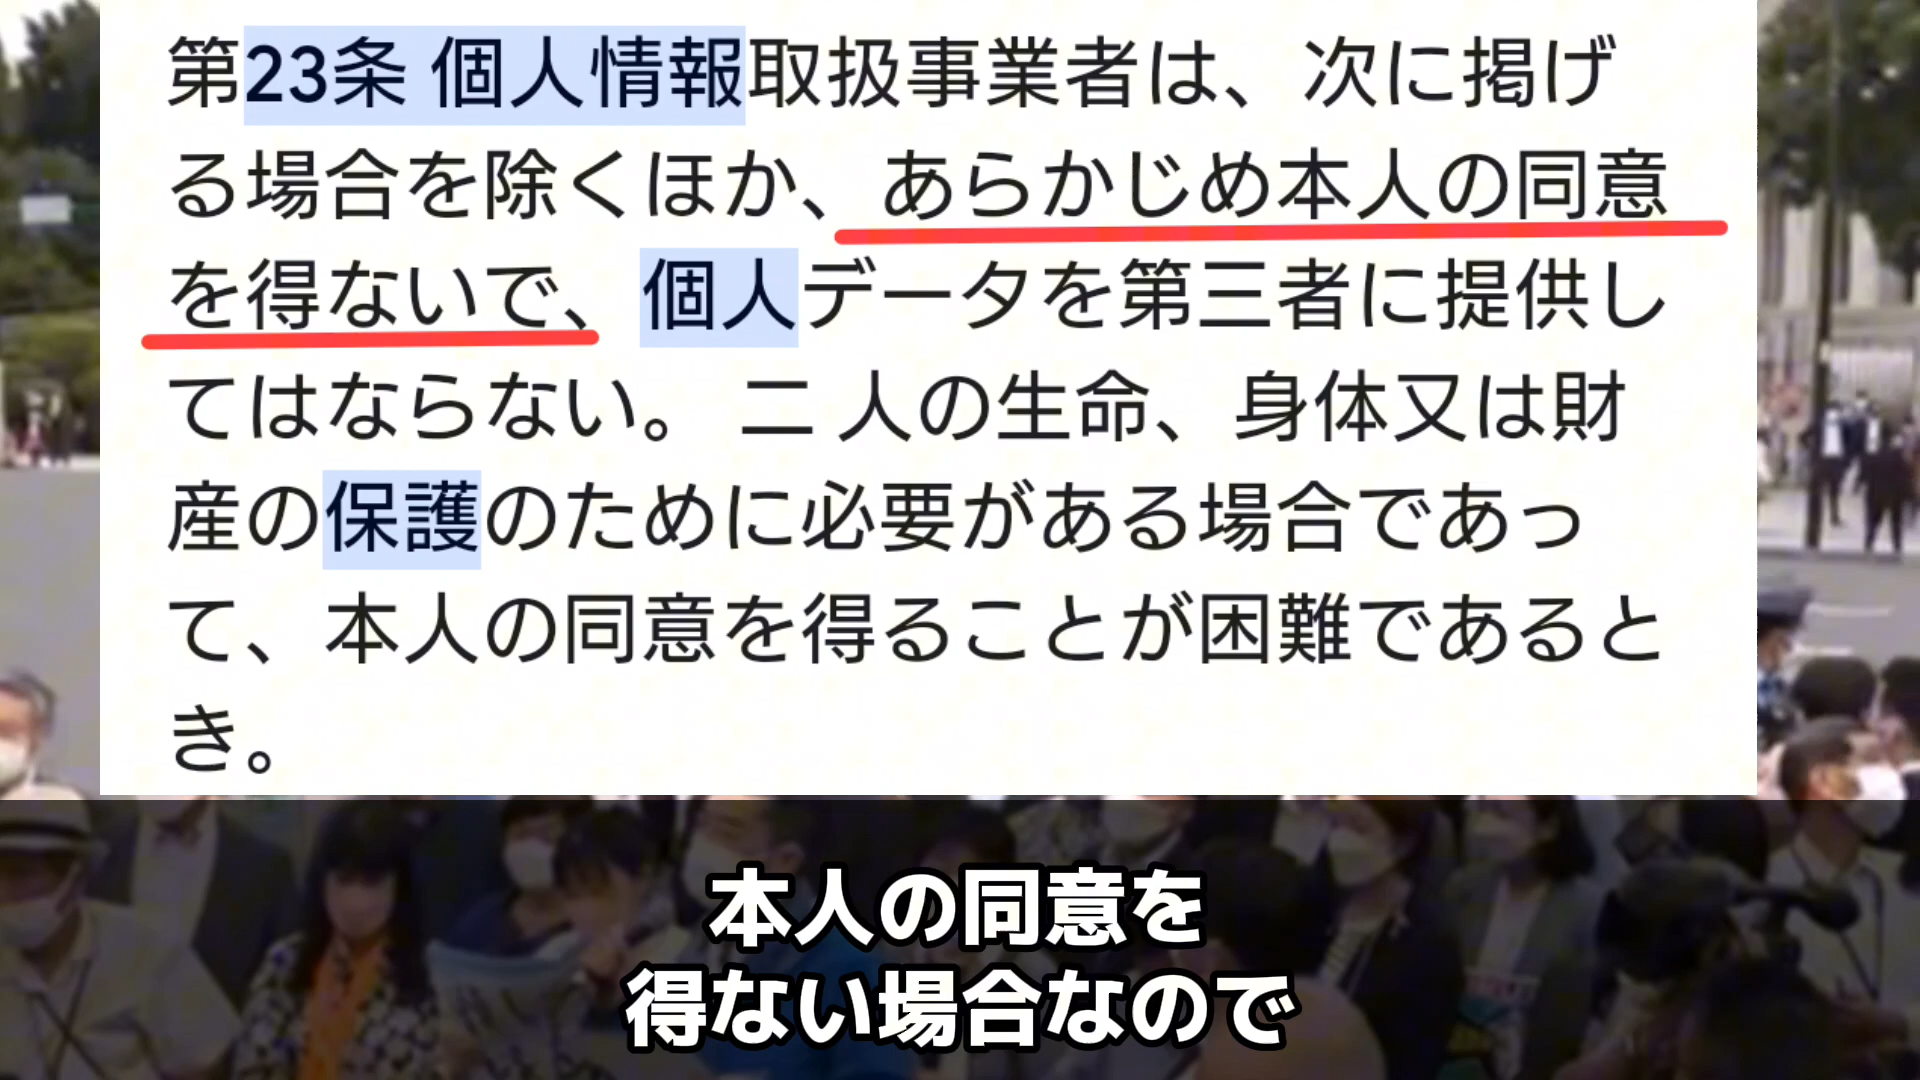 第23条 個人情報取扱事業者は、次に掲げ
る場合を除くほか、あらかじめ本人の同意
を得ないで、個人データを第三者に提供し
てはならない。 二 人の生命、身体又は財
産の保護のために必要がある場合であっ
て、本人の同意を得ることが困難であると
き。
本人の同意を
得ない場合なので